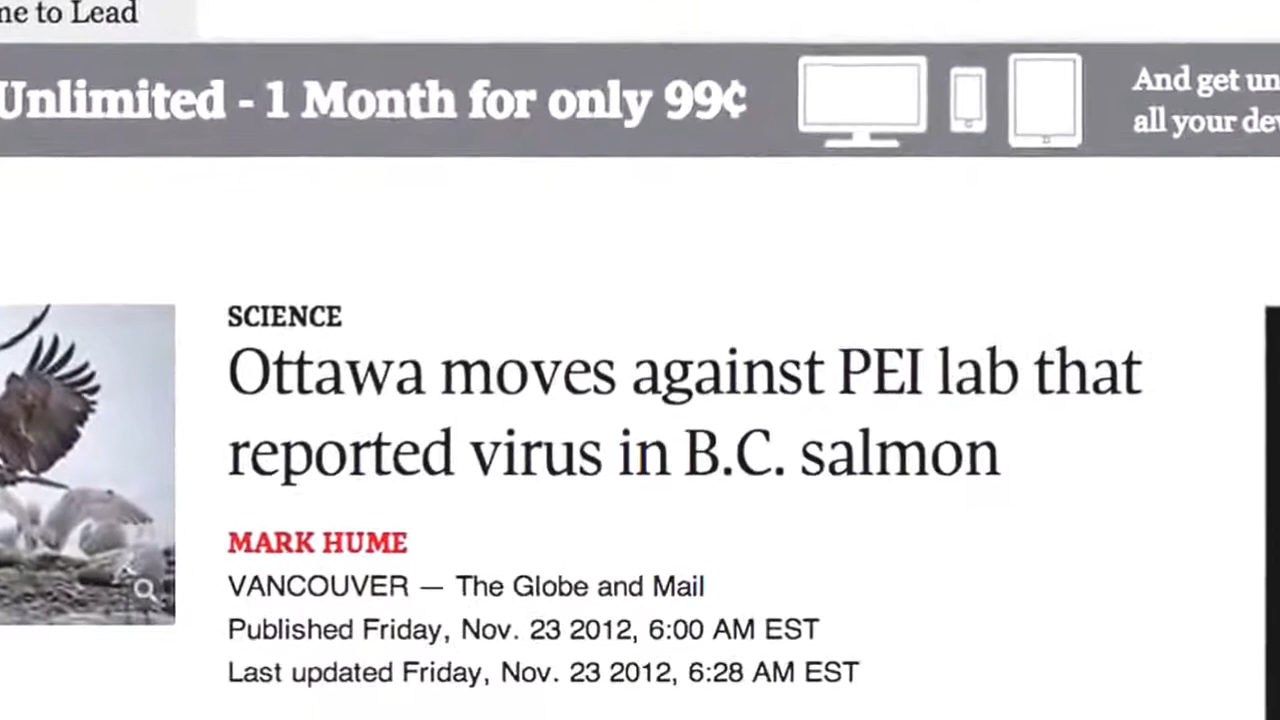 ne to Lead
Unlimited - 1 Month for only 99¢
And get un
all your dev
SCIENCE
Ottawa moves against PEI lab that
reported virus in B.C. salmon
MARK HUME
VANCOUVER — The Globe and Mail
Published Friday, Nov. 23 2012, 6:00 AM EST
Last updated Friday, Nov. 23 2012, 6:28 AM EST